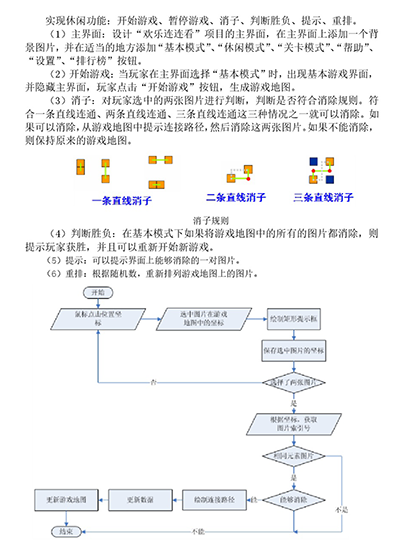 实现休闲功能：开始游戏、暂停游戏、消子、判断胜负、提示、重排。
（1）主界面：设计“欢乐连连看”项目的主界面，在主界面上添加一个背
景图片，并在适当的地方添加“基本模式”、“休闲模式”、“关卡模式”、“帮助”、
“设置”、“排行榜”按钮。
（2）开始游戏：当玩家在主界面选择“基本模式”时，出现基本游戏界面，
并隐藏主界面，玩家点击“开始游戏”按钮，生成游戏地图。
（3）消子：对玩家选中的两张图片进行判断，判断是否符合消除规则。符
合一条直线连通、两条直线连通、三条直线连通这三种情况之一就可以消除。如
果可以消除，从游戏地图中提示连接路径，然后消除这两张图片。如果不能消除，
则保持原来的游戏地图。
一条直线消子
二条直线消子
三条直线消子
消子规则
（4）判断胜负：在基本模式下如果将游戏地图中的所有的图片都消除，则
提示玩家获胜，并且可以重新开始新游戏。
（5）提示：可以提示界面上能够消除的一对图片。
（6）重排：根据随机数，重新排列游戏地图上的图片。
开始
鼠标点击位置坐
标
选中图片在游戏
地图中的坐标
绘制矩形提示框
保存选中图片的坐标
选择了两张图片
否
是
根据坐标，获取
图片索引号
相同元素图片
是
不是
能够消除
能
绘制连接路径
更新数据
更新游戏地图
不能
结束